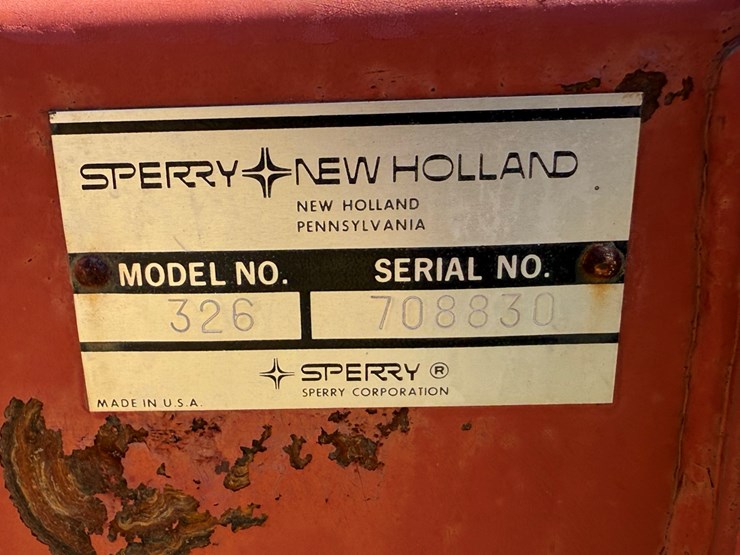 SPERRY NEW HOLLAND
NEW HOLLAND
PENNSYLVANIA
MODEL NO. SERIAL NO.
326 708830
SPERRY ®
SPERRY CORPORATION
MADE IN U.S.A.